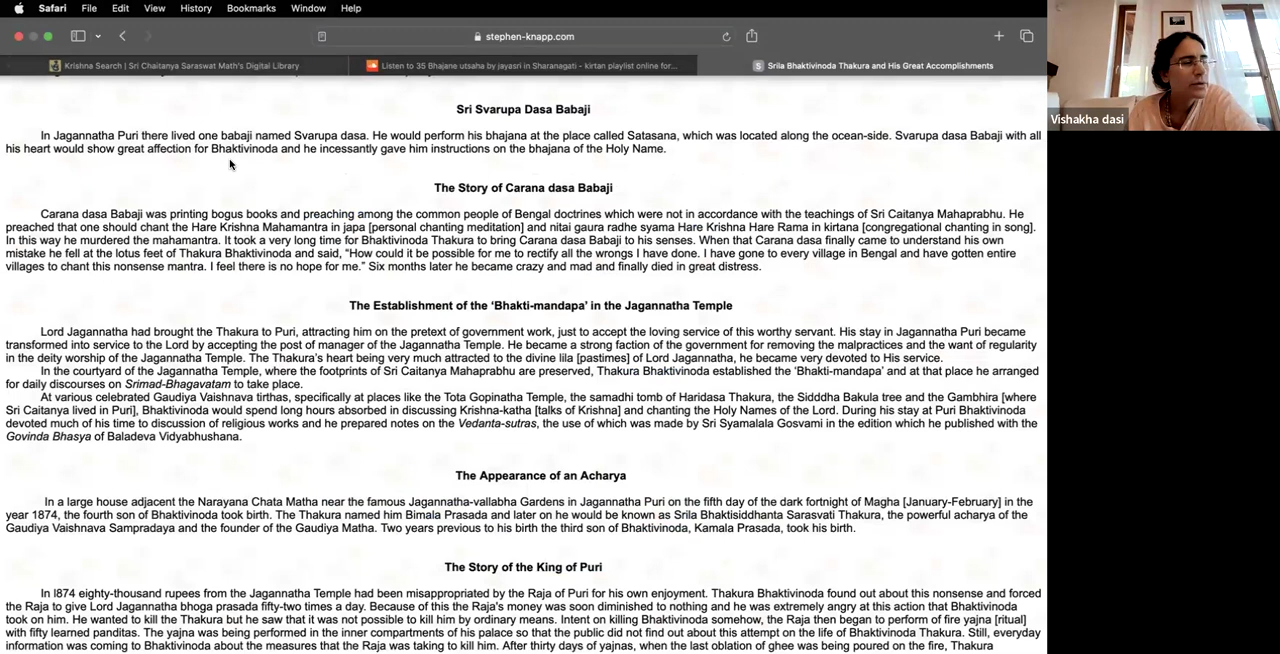 Safari File Edit View History Bookmarks Window Help
stephen-knapp.com
Krishna Search | Sri Chaitanya Saraswat Math's Digital Library
Listen to 35 Bhajane utsaha by jayasri in Sharanagati - kirtan playlist online for...
S Srila Bhaktivinoda Thakura and His Great Accomplishments
Vishakha dasi
Sri Svarupa Dasa Babaji
In Jagannatha Puri there lived one babaji named Svarupa dasa. He would perform his bhajana at the place called Satasana, which was located along the ocean-side. Svarupa dasa Babaji with all
his heart would show great affection for Bhaktivinoda and he incessantly gave him instructions on the bhajana of the Holy Name.
The Story of Carana dasa Babaji
Carana dasa Babaji was printing bogus books and preaching among the common people of Bengal doctrines which were not in accordance with the teachings of Sri Caitanya Mahaprabhu. He
preached that one should chant the Hare Krishna Mahamantra in japa [personal chanting meditation] and nitai gaura radhe syama Hare Krishna Hare Rama in kirtana [congregational chanting in song].
In this way he murdered the mahamantra. It took a very long time for Bhaktivinoda Thakura to bring Carana dasa Babaji to his senses. When that Carana dasa finally came to understand his own
mistake he fell at the lotus feet of Thakura Bhaktivinoda and said, “How could it be possible for me to rectify all the wrongs I have done. I have gone to every village in Bengal and have gotten entire
villages to chant this nonsense mantra. I feel there is no hope for me.” Six months later he became crazy and mad and finally died in great distress.
The Establishment of the ‘Bhakti-mandapa’ in the Jagannatha Temple
Lord Jagannatha had brought the Thakura to Puri, attracting him on the pretext of government work, just to accept the loving service of this worthy servant. His stay in Jagannatha Puri became
transformed into service to the Lord by accepting the post of manager of the Jagannatha Temple. He became a strong faction of the government for removing the malpractices and the want of regularity
in the deity worship of the Jagannatha Temple. The Thakura’s heart being very much attracted to the divine lila [pastimes] of Lord Jagannatha, he became very devoted to His service.
In the courtyard of the Jagannatha Temple, where the footprints of Sri Caitanya Mahaprabhu are preserved, Thakura Bhaktivinoda established the ‘Bhakti-mandapa’ and at that place he arranged
for daily discourses on Srimad-Bhagavatam to take place.
At various celebrated Gaudiya Vaishnava tirthas, specifically at places like the Tota Gopinatha Temple, the samadhi tomb of Haridasa Thakura, the Sidddha Bakula tree and the Gambhira [where
Sri Caitanya lived in Puri], Bhaktivinoda would spend long hours absorbed in discussing Krishna-katha [talks of Krishna] and chanting the Holy Names of the Lord. During his stay at Puri Bhaktivinoda
devoted much of his time to discussion of religious works and he prepared notes on the Vedanta-sutras, the use of which was made by Sri Syamalala Gosvami in the edition which he published with the
Govinda Bhasya of Baladeva Vidyabhushana.
The Appearance of an Acharya
In a large house adjacent the Narayana Chata Matha near the famous Jagannatha-vallabha Gardens in Jagannatha Puri on the fifth day of the dark fortnight of Magha [January-February] in the
year 1874, the fourth son of Bhaktivinoda took birth. The Thakura named him Bimala Prasada and later on he would be known as Srila Bhaktisiddhanta Sarasvati Thakura, the powerful acharya of the
Gaudiya Vaishnava Sampradaya and the founder of the Gaudiya Matha. Two years previous to his birth the third son of Bhaktivinoda, Kamala Prasada, took his birth.
The Story of the King of Puri
In l874 eighty-thousand rupees from the Jagannatha Temple had been misappropriated by the Raja of Puri for his own enjoyment. Thakura Bhaktivinoda found out about this nonsense and forced
the Raja to give Lord Jagannatha bhoga prasada fifty-two times a day. Because of this the Raja's money was soon diminished to nothing and he was extremely angry at this action that Bhaktivinoda
took on him. He wanted to kill the Thakura but he saw that it was not possible to kill him by ordinary means. Intent on killing Bhaktivinoda somehow, the Raja then began to perform of fire yajna [ritual]
with fifty learned panditas. The yajna was being performed in the inner compartments of his palace so that the public did not find out about this attempt on the life of Bhaktivinoda Thakura. Still, everyday
information was coming to Bhaktivinoda about the measures that the Raja was taking to kill him. After thirty days of yajnas, when the last oblation of ghee was being poured on the fire, Thakura